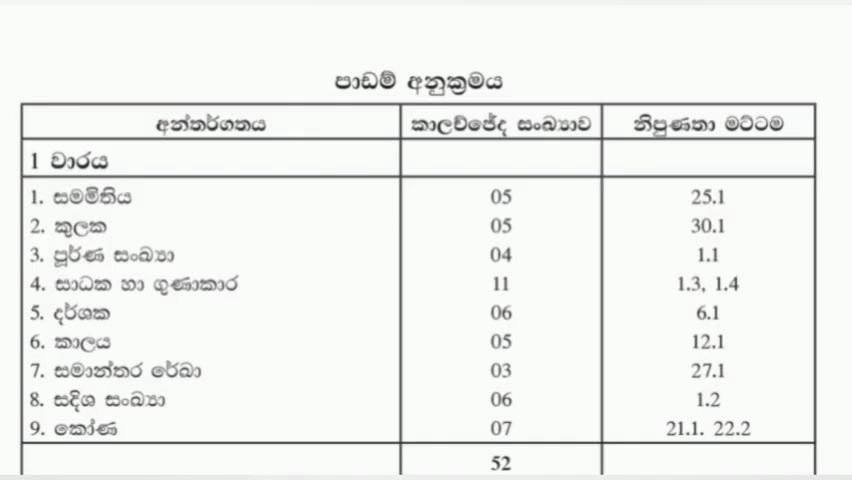 පාඩම් අනුක්‍රමය
අන්තර්ගතය කාලච්ඡේද සංඛ්‍යාව නිපුණතා මට්ටම
1 වාරය
1. සමමිතිය 05 25.1
2. කුලක 05 30.1
3. පූර්ණ සංඛ්‍යා 04 1.1
4. සාධක හා ගුණාකාර 11 1.3, 1.4
5. දර්ශක 06 6.1
6. කාලය 05 12.1
7. සමාන්තර රේඛා 03 27.1
8. සදිශ සංඛ්‍යා 06 1.2
9. කෝණ 07 21.1. 22.2
52